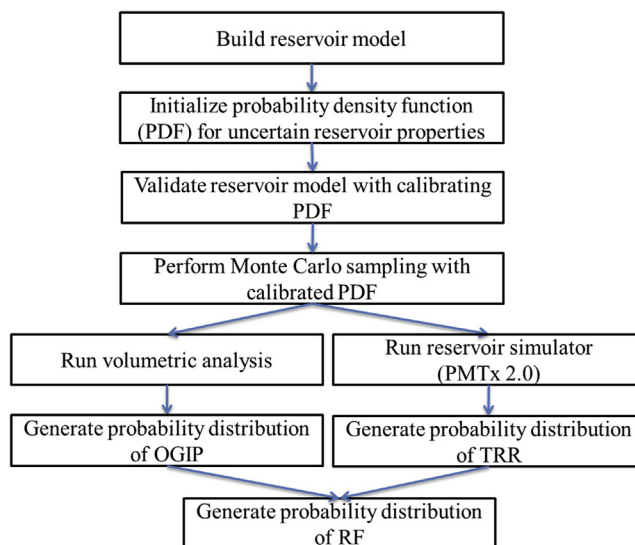 Build reservoir model
Initialize probability density function
(PDF) for uncertain reservoir properties
Validate reservoir model with calibrating
PDF
Perform Monte Carlo sampling with
calibrated PDF
Run volumetric analysis
Run reservoir simulator
(PMTx 2.0)
Generate probability distribution
of OGIP
Generate probability distribution
of TRR
Generate probability distribution
of RF